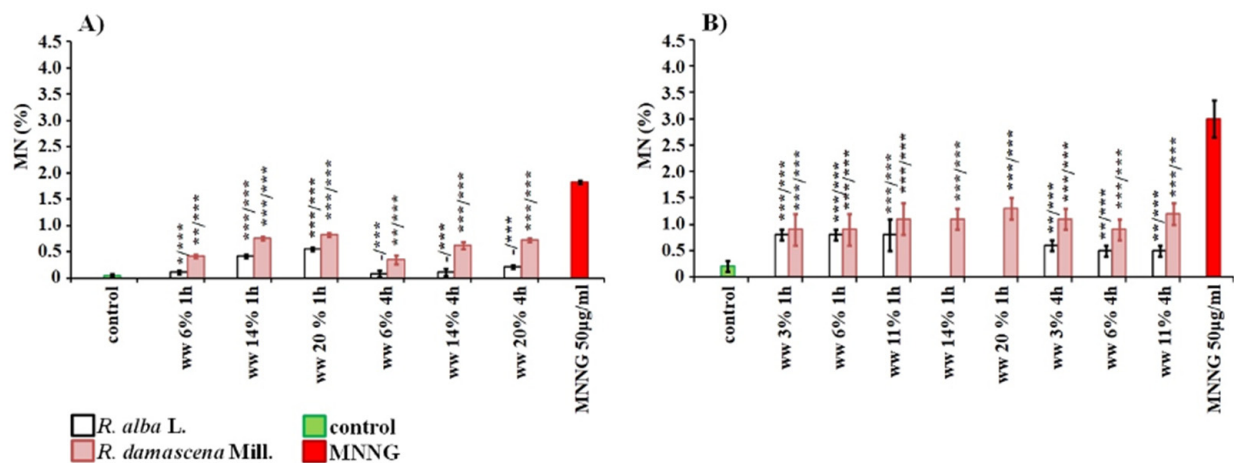 A)
MN (%)
4.5
4.0
3.5
3.0
2.5
2.0
1.5
1.0
0.5
0
*/***
**/***
***/***
***/***
***/***
***/***
-/***
**/***
-/***
***/***
-/***
***/***
control
ww 6% 1h
ww 14% 1h
ww 20 % 1h
ww 6% 4h
ww 14% 4h
ww 20% 4h
MNNG 50μg/ml
B)
MN (%)
4.5
4.0
3.5
3.0
2.5
2.0
1.5
1.0
0.5
0
***/***
***/***
***/***
***/***
***/***
***/***
***/***
***/***
**/***
***/***
**/***
***/***
**/***
***/***
control
ww 3% 1h
ww 6% 1h
ww 11% 1h
ww 14% 1h
ww 20 % 1h
ww 3% 4h
ww 6% 4h
ww 11% 4h
MNNG 50μg/ml
R. alba L.
R. damascena Mill.
control
MNNG